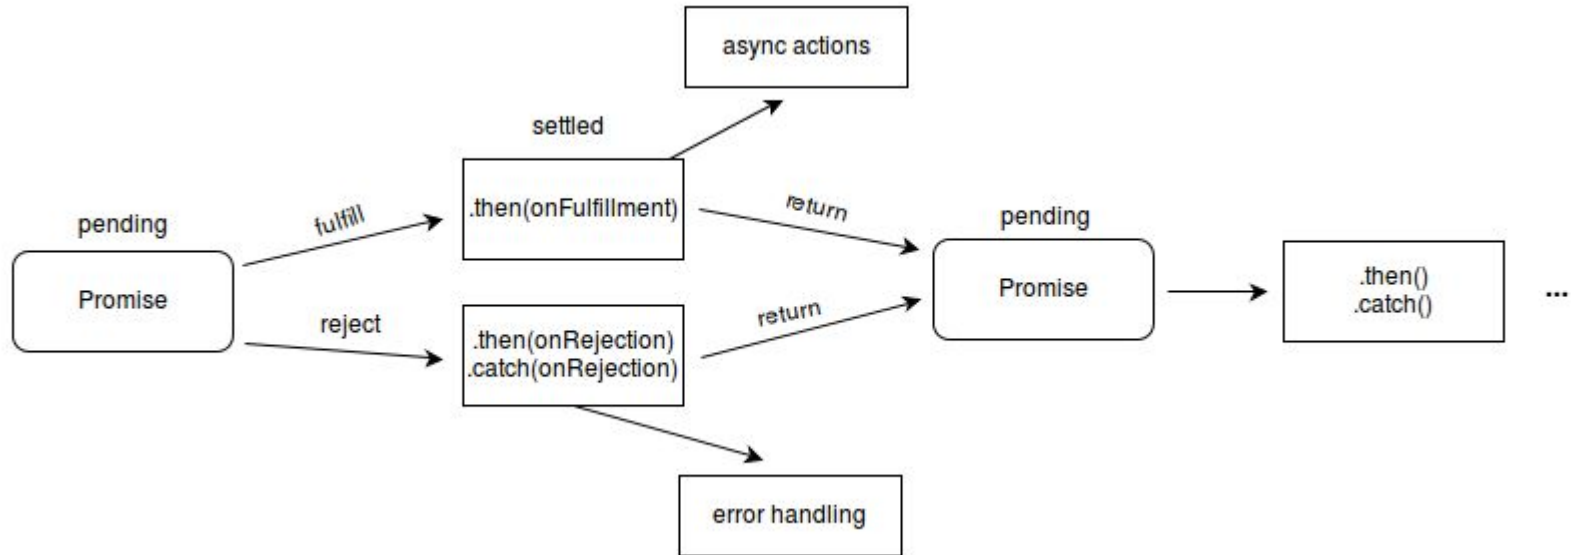 async actions
settled
.then(onFulfillment)
pending
Promise
fulfill
reject
.then(onRejection)
.catch(onRejection)
return
return
error handling
pending
Promise
.then()
.catch()
...